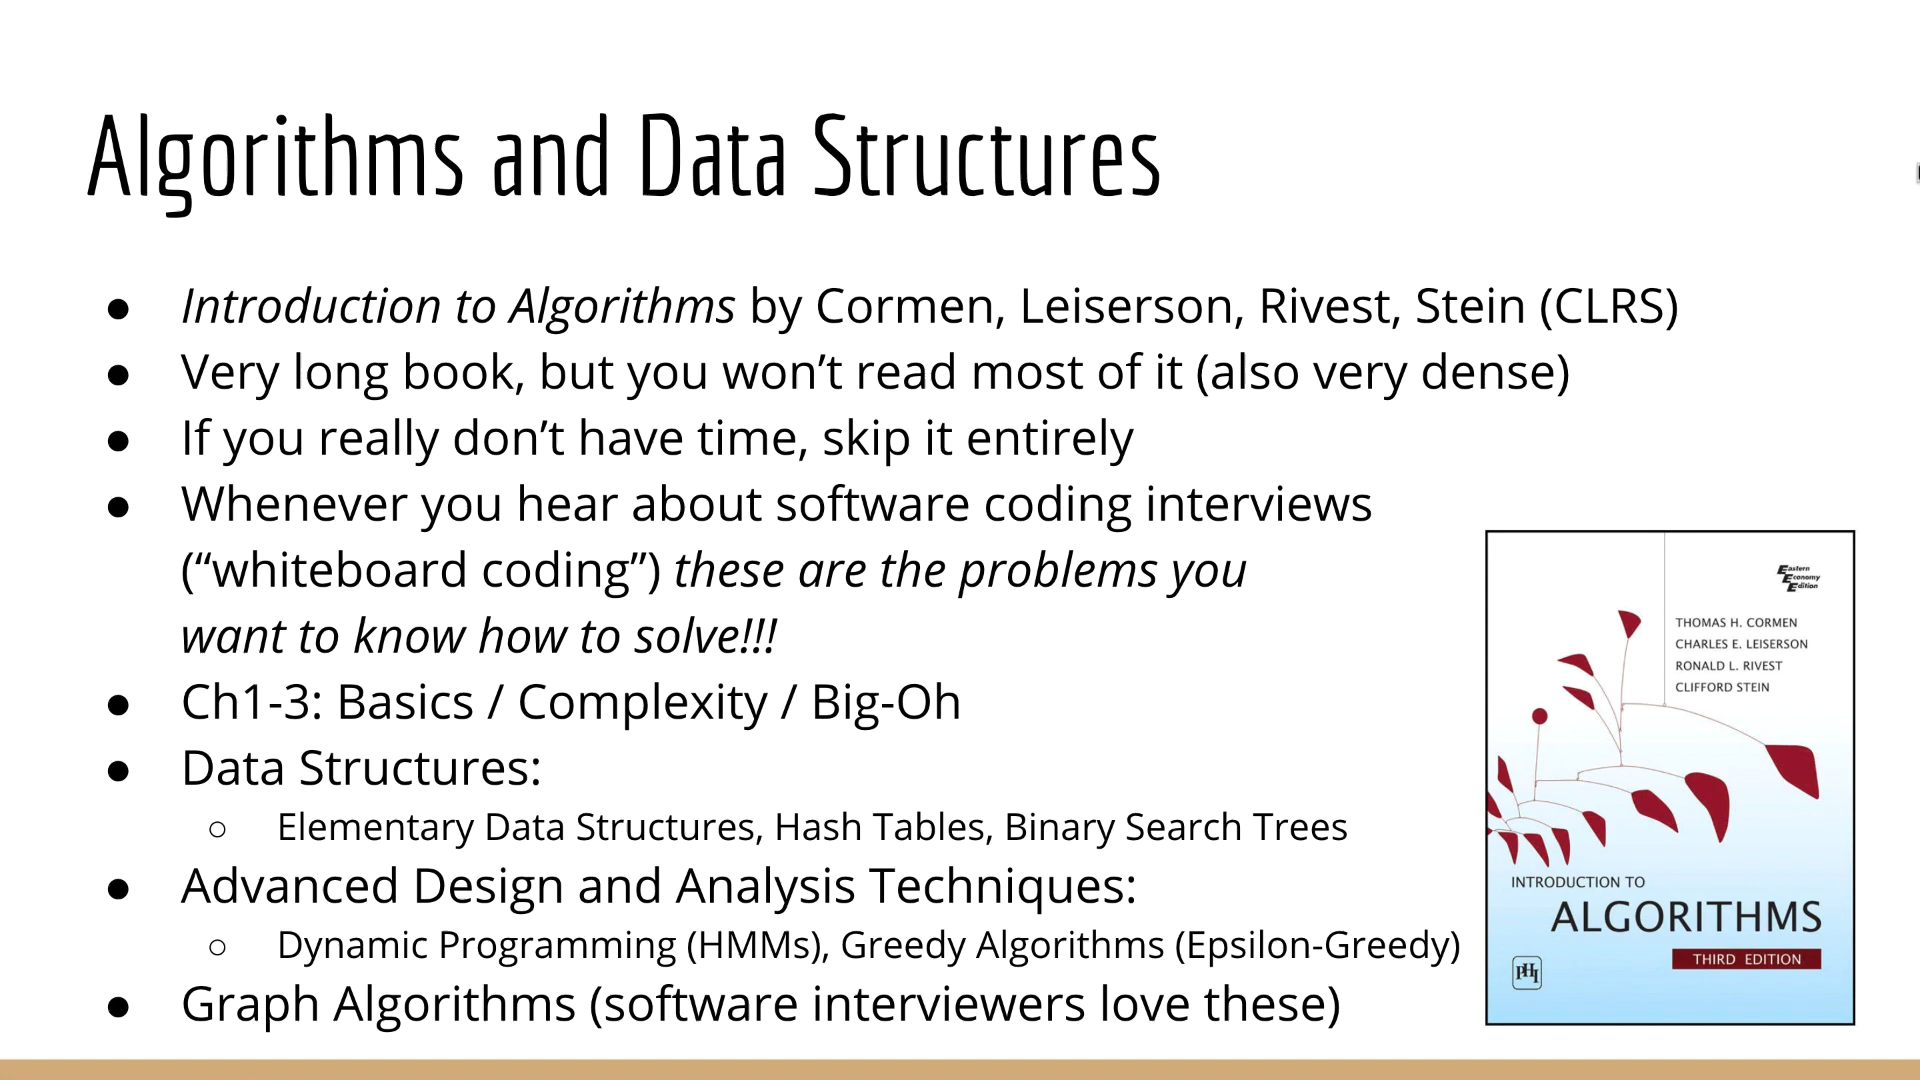 Algorithms and Data Structures
● Introduction to Algorithms by Cormen, Leiserson, Rivest, Stein (CLRS)
● Very long book, but you won’t read most of it (also very dense)
● If you really don’t have time, skip it entirely
● Whenever you hear about software coding interviews
(“whiteboard coding”) these are the problems you
want to know how to solve!!!
● Ch1-3: Basics / Complexity / Big-Oh
● Data Structures:
○ Elementary Data Structures, Hash Tables, Binary Search Trees
● Advanced Design and Analysis Techniques:
○ Dynamic Programming (HMMs), Greedy Algorithms (Epsilon-Greedy)
● Graph Algorithms (software interviewers love these)
Eastern
Economy
Edition
THOMAS H. CORMEN
CHARLES E. LEISERSON
RONALD L. RIVEST
CLIFFORD STEIN
INTRODUCTION TO
ALGORITHMS
THIRD EDITION
PHI